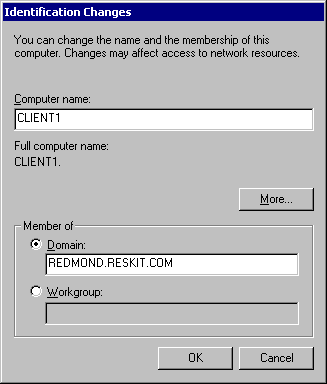 Identification Changes
You can change the name and the membership of this
computer. Changes may affect access to network resources.
Computer name:
CLIENT1
Full computer name:
CLIENT1.
More...
Member of
Domain:
REDMOND.RESKIT.COM
Workgroup:
OK
Cancel